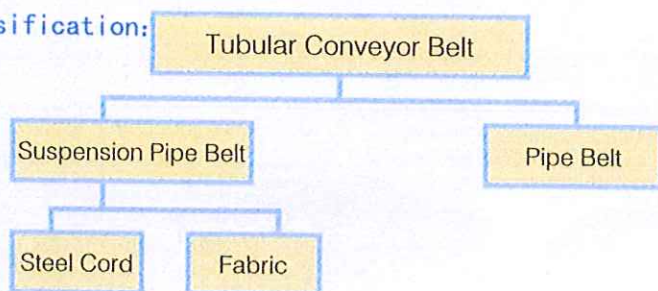 sification:
Tubular Conveyor Belt
Suspension Pipe Belt
Pipe Belt
Steel Cord
Fabric